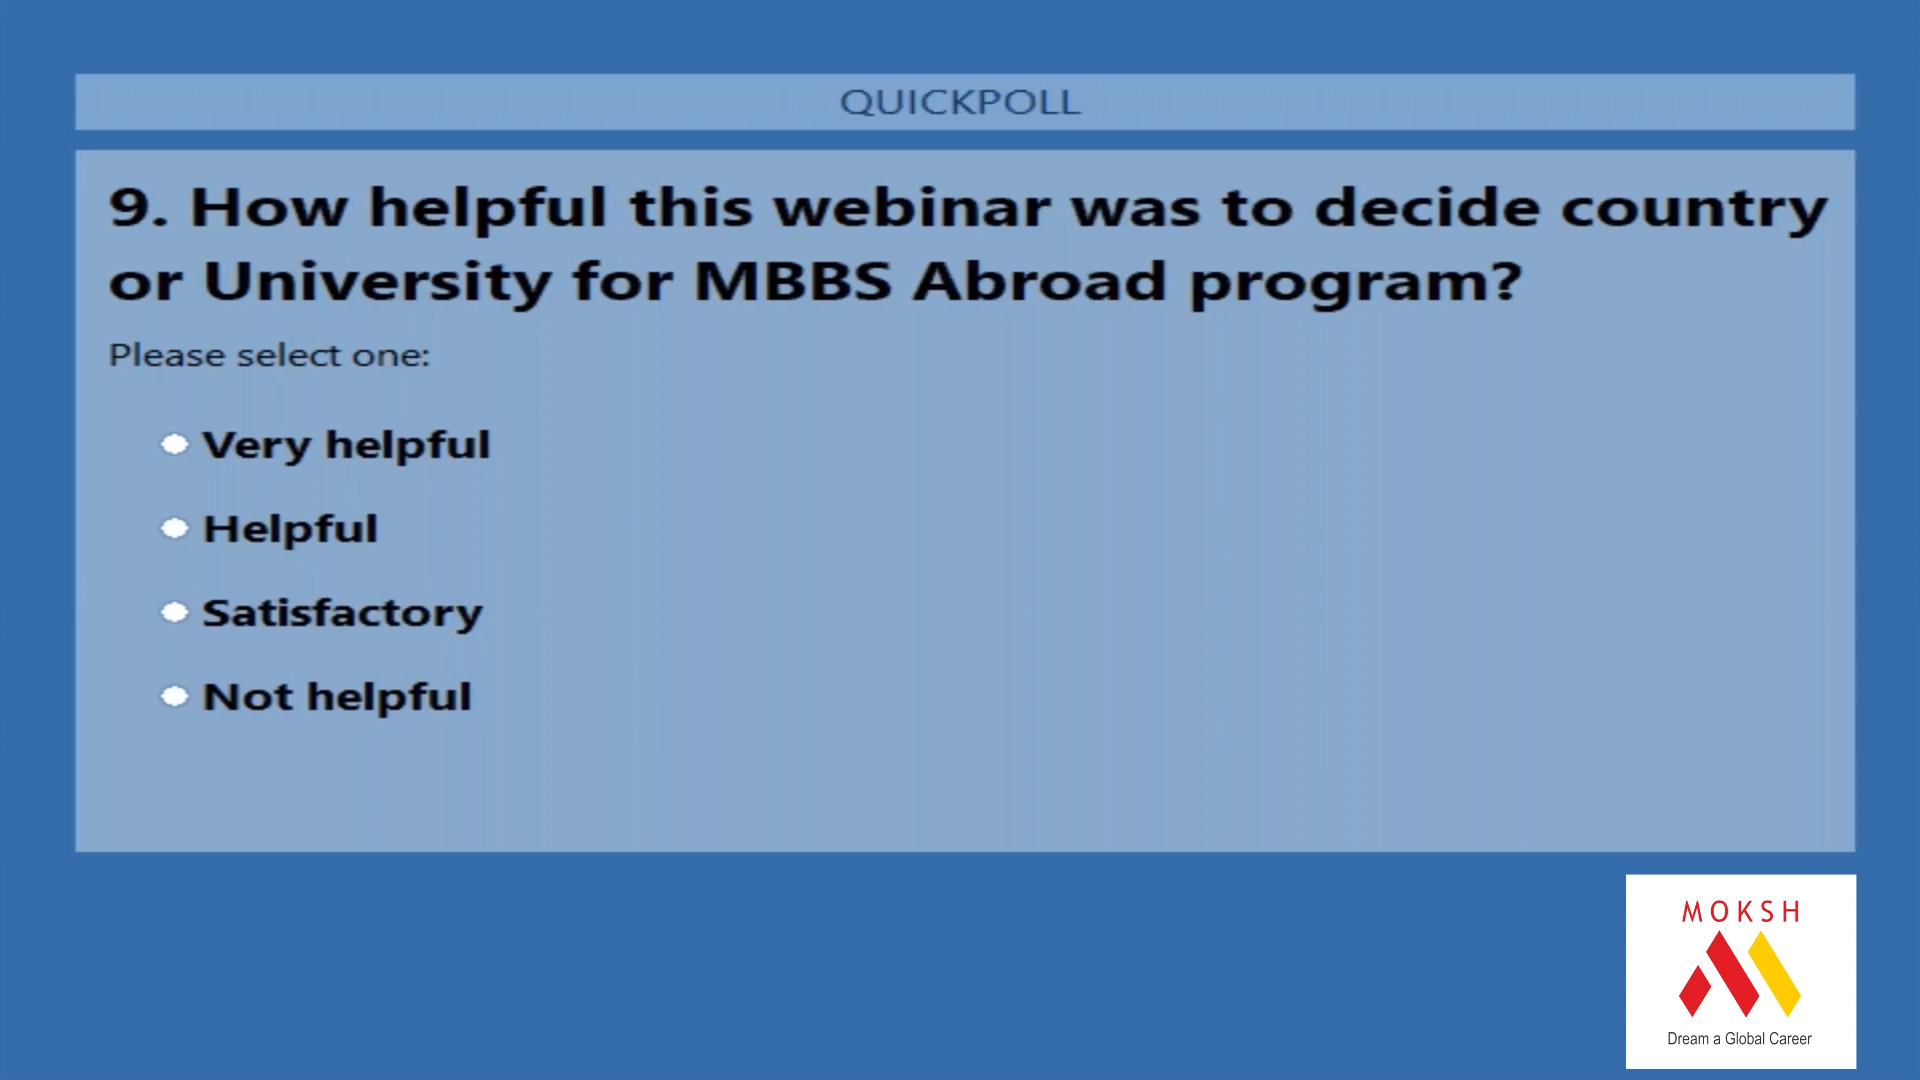 QUICKPOLL
9. How helpful this webinar was to decide country
or University for MBBS Abroad program?
Please select one:
Very helpful
Helpful
Satisfactory
Not helpful
MOKSH
Dream a Global Career